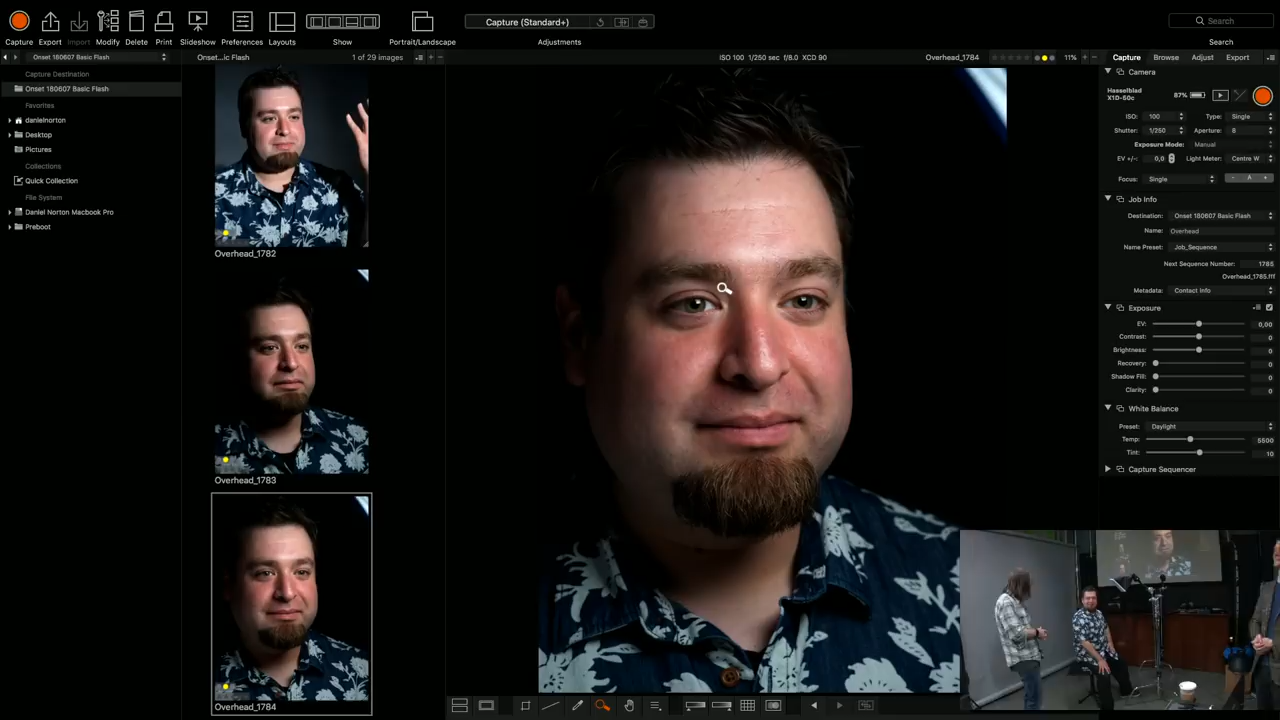 Capture Export Import Modify Delete Print Slideshow Preferences Layouts Show Portrait/Landscape Capture (Standard+) Adjustments Search Search
Onset 180607 Basic Flash
Onset...ic Flash 1 of 29 images
ISO 100 1/250 sec f/8.0 XCD 90 Overhead_1784 11%
Capture Browse Adjust Export
Capture Destination
Onset 180607 Basic Flash
Favorites
danielnorton
Desktop
Pictures
Collections
Quick Collection
File System
Daniel Norton Macbook Pro
Preboot
Overhead_1782
Overhead_1783
Overhead_1784
Camera
Hasselblad
X1D-50c
87%
ISO: 100 Type: Single
Shutter: 1/250 Aperture: 8
Exposure Mode: Manual
EV +/-: 0,0 Light Meter: Centre W
Focus: Single - A +
Job Info
Destination: Onset 180607 Basic Flash
Name: Overhead
Name Preset: Job_Sequence
Next Sequence Number: 1785
Overhead_1785.fff
Metadata: Contact Info
Exposure
EV: 0,00
Contrast: 0
Brightness: 0
Recovery: 0
Shadow Fill: 0
Clarity: 0
White Balance
Preset: Daylight
Temp: 5500
Tint: 10
Capture Sequencer